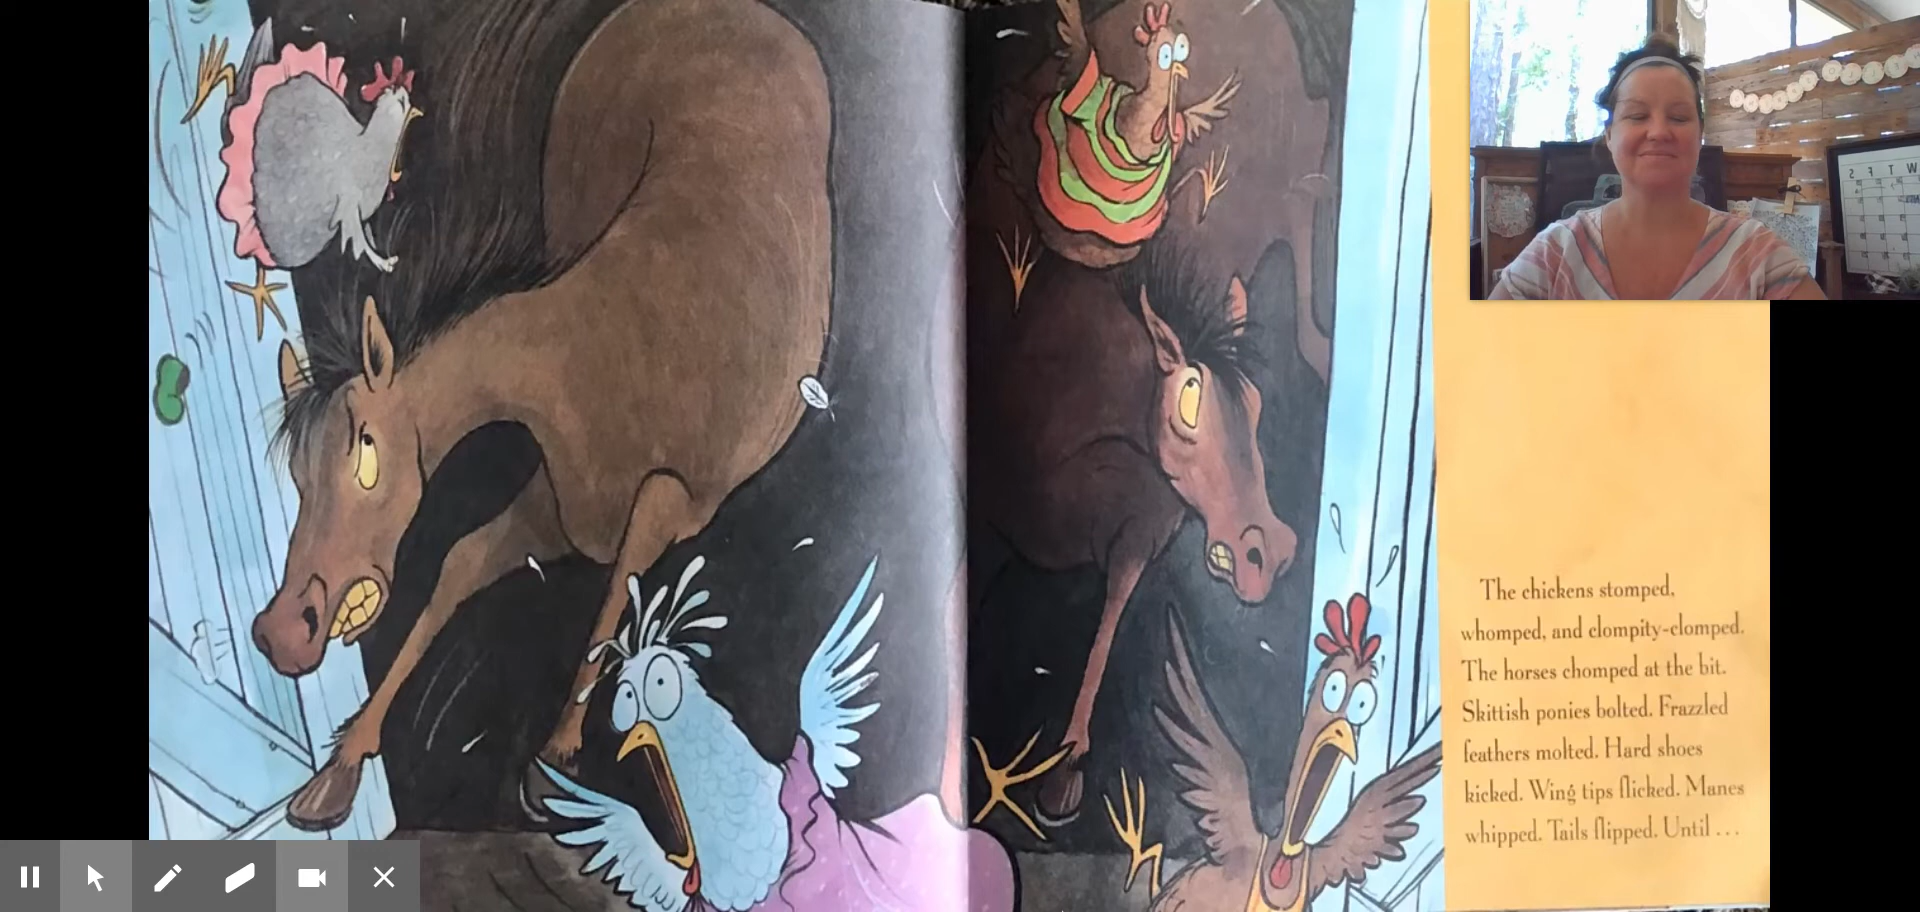 The chickens stomped,
whomped, and clompity-clomped.
The horses chomped at the bit.
Skittish ponies bolted. Frazzled
feathers molted. Hard shoes
kicked. Wing tips flicked. Manes
whipped. Tails flipped. Until . . .
W T F S